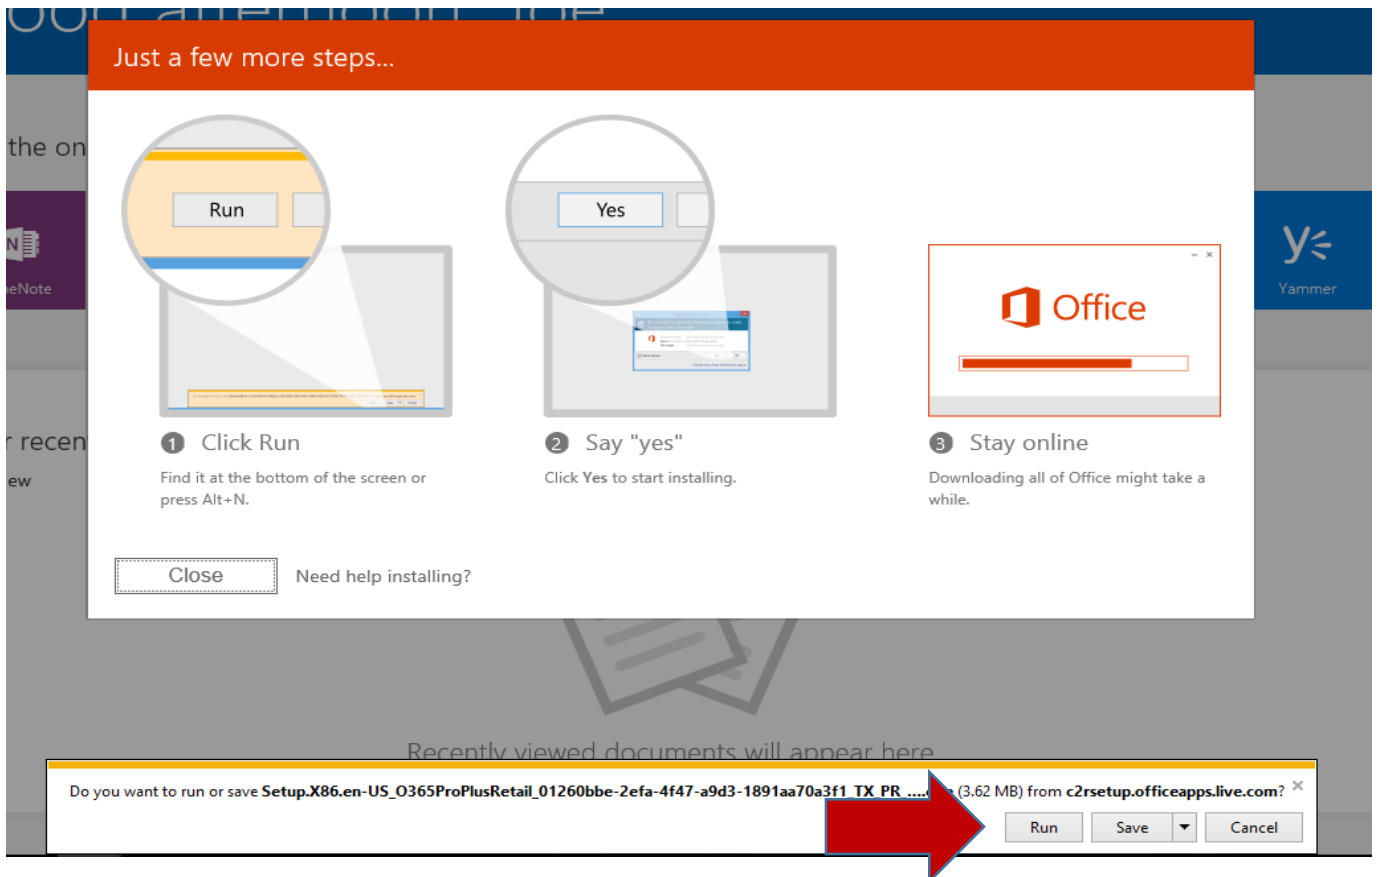 Good afternoon, Joe
Just a few more steps...
the on
Run
Yes
N
eNote
Office
Yammer
1 Click Run
Find it at the bottom of the screen or
press Alt+N.
2 Say "yes"
Click Yes to start installing.
3 Stay online
Downloading all of Office might take a
while.
r recen
ew
Close
Need help installing?
Recently viewed documents will appear here
Do you want to run or save Setup.X86.en-US_O365ProPlusRetail_01260bbe-2efa-4f47-a9d3-1891aa70a3f1_TX_PR_....e (3.62 MB) from c2rsetup.officeapps.live.com?
Run
Save
Cancel